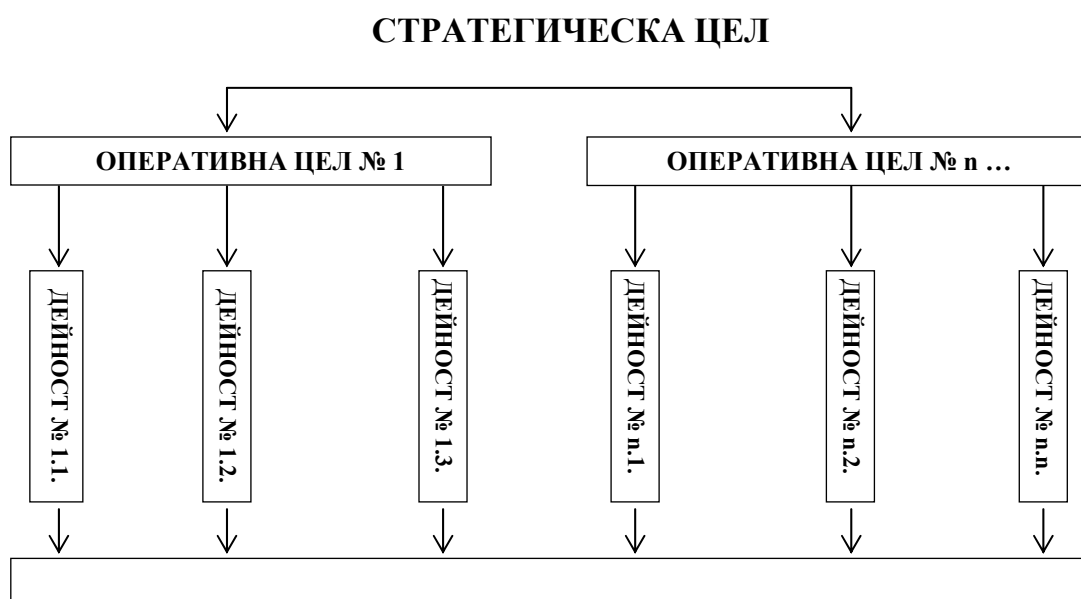 СТРАТЕГИЧЕСКА ЦЕЛ
ОПЕРАТИВНА ЦЕЛ № 1
ОПЕРАТИВНА ЦЕЛ № n …
ДЕЙНОСТ № 1.1.
ДЕЙНОСТ № 1.2.
ДЕЙНОСТ № 1.3.
ДЕЙНОСТ № n.1.
ДЕЙНОСТ № n.2.
ДЕЙНОСТ № n.n.